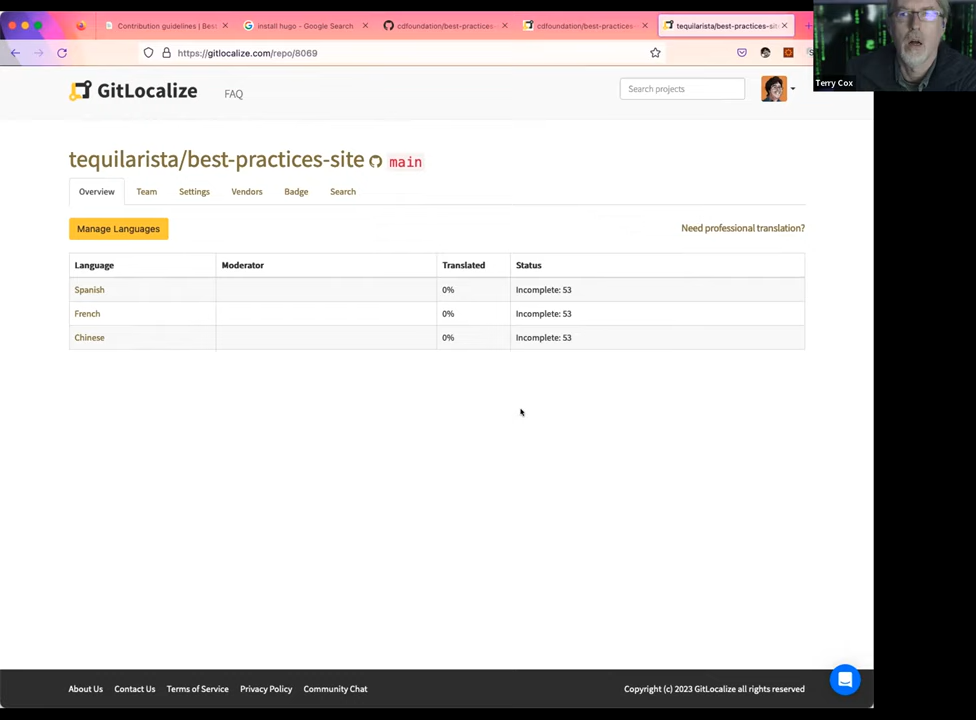 Contribution guidelines | Bes
install hugo - Google Search
cdfoundation/best-practices-
cdfoundation/best-practices-
tequilarista/best-practices-sit
https://gitlocalize.com/repo/8069
Terry Cox
GitLocalize
FAQ
Search projects
tequilarista/best-practices-site main
Overview Team Settings Vendors Badge Search
Manage Languages
Need professional translation?
Language Moderator Translated Status
Spanish 0% Incomplete: 53
French 0% Incomplete: 53
Chinese 0% Incomplete: 53
About Us Contact Us Terms of Service Privacy Policy Community Chat
Copyright (c) 2023 GitLocalize all rights reserved